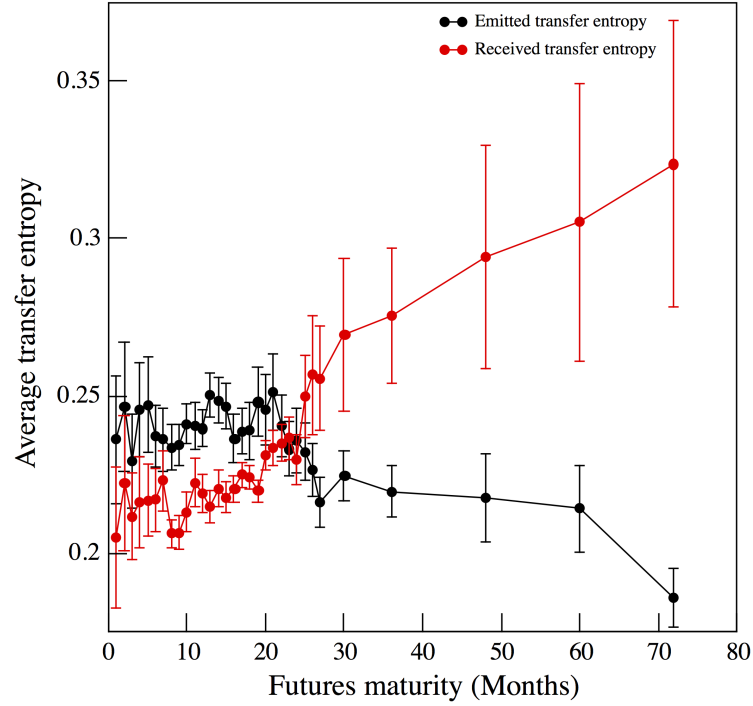 Emitted transfer entropy
Received transfer entropy
0.35
0.3
0.25
0.2
Average transfer entropy
0 10 20 30 40 50 60 70 80
Futures maturity (Months)